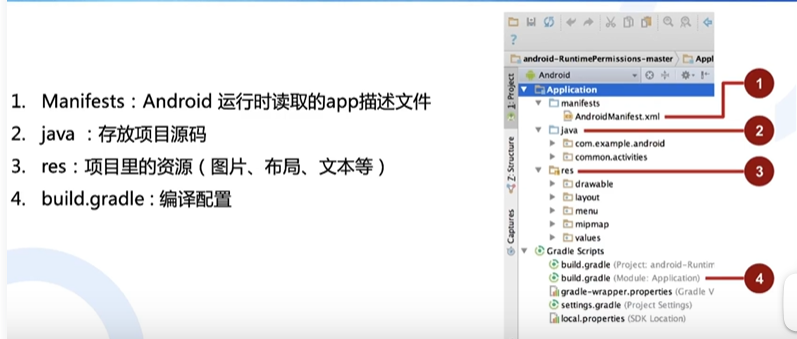 1. Manifests：Android 运行时读取的app描述文件
2. java ：存放项目源码
3. res：项目里的资源（图片、布局、文本等）
4. build.gradle : 编译配置
?
android-RuntimePermissions-master
Appl
Android
1: Project
Z: Structure
Captures
Application
manifests
AndroidManifest.xml
java
com.example.android
common.activities
res
drawable
layout
menu
mipmap
values
Gradle Scripts
build.gradle (Project: android-Runtim
build.gradle (Module: Application)
gradle-wrapper.properties (Gradle V
settings.gradle (Project Settings)
local.properties (SDK Location)
1
2
3
4